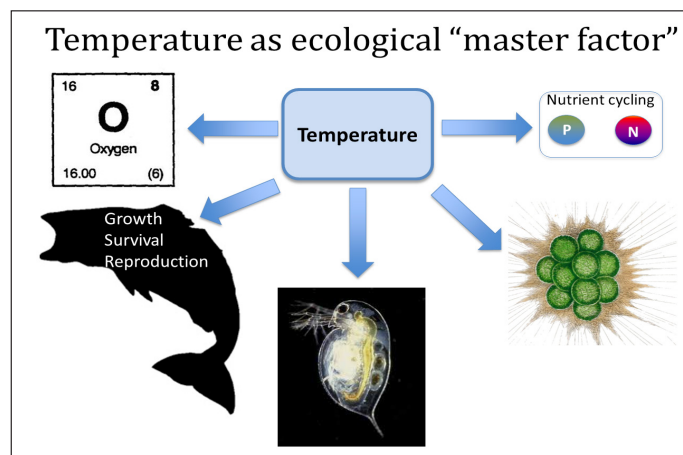 Temperature as ecological “master factor”
16 8
O
Oxygen
16.00 (6)
Temperature
Nutrient cycling
P N
Growth
Survival
Reproduction